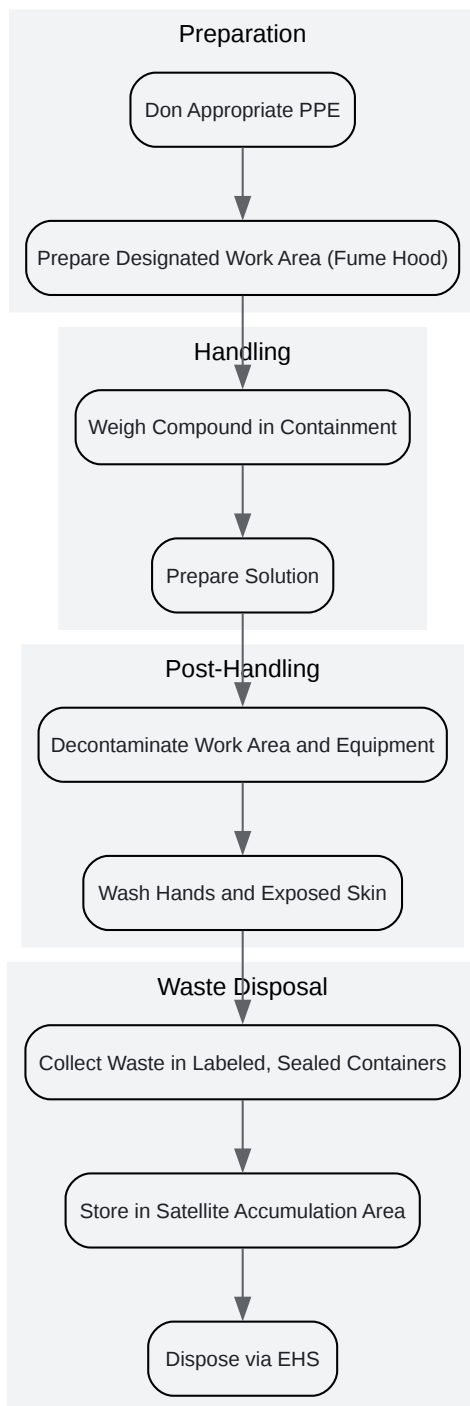 Preparation
Don Appropriate PPE
Prepare Designated Work Area (Fume Hood)
Handling
Weigh Compound in Containment
Prepare Solution
Post-Handling
Decontaminate Work Area and Equipment
Wash Hands and Exposed Skin
Waste Disposal
Collect Waste in Labeled, Sealed Containers
Store in Satellite Accumulation Area
Dispose via EHS